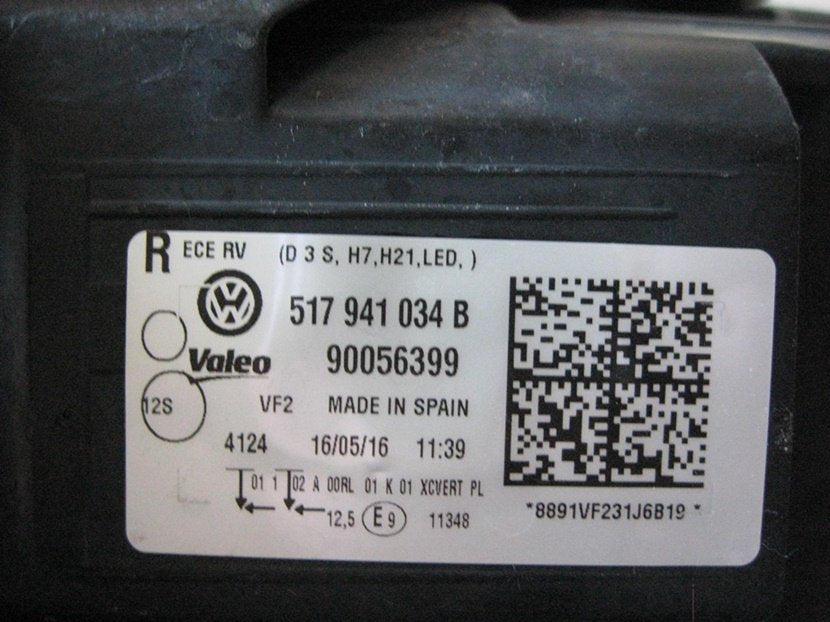 R ECE RV (D 3 S, H7,H21,LED, )
517 941 034 B
Valeo 90056399
12S VF2 MADE IN SPAIN
4124 16/05/16 11:39
01 1 02 A 00RL 01 K 01 XCVERT PL
12,5 E 9 11348
*8891VF231J6B19 *